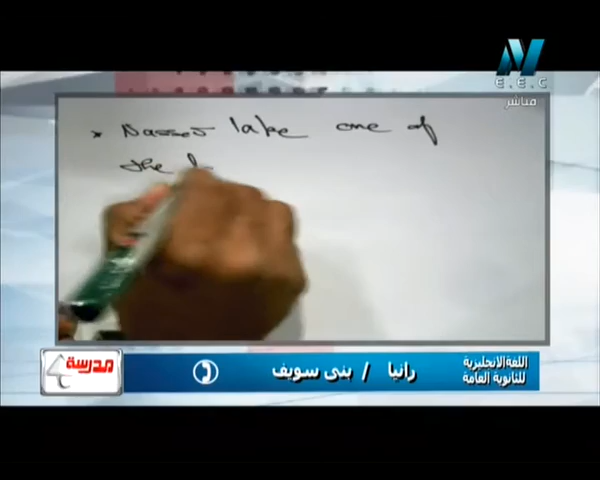 E.E.C
مباشر
* Nasser lake one of
the
مدرسة
رانيا / بنى سويف
اللغة الانجليزية
للثانوية العامة